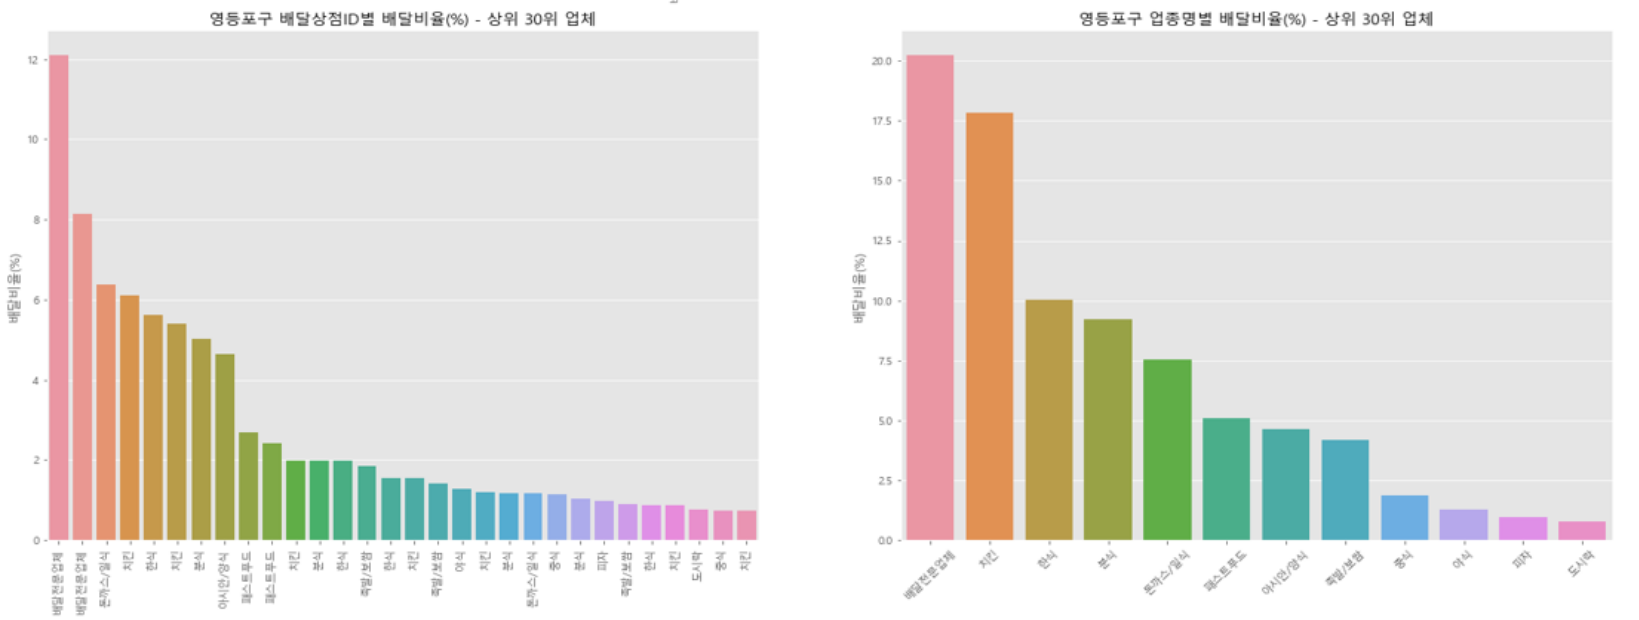 영등포구 배달상점ID별 배달비율(%) - 상위 30위 업체
배달비율(%)
12
10
8
6
4
2
0
배달전문업체
배달전문업체
돈까스/일식
치킨
한식
치킨
분식
아시안/양식
패스트푸드
패스트푸드
치킨
분식
한식
족발/보쌈
한식
치킨
족발/보쌈
야식
치킨
분식
돈까스/일식
중식
분식
피자
족발/보쌈
한식
치킨
도시락
중식
치킨
영등포구 업종명별 배달비율(%) - 상위 30위 업체
배달비율(%)
20.0
17.5
15.0
12.5
10.0
7.5
5.0
2.5
0.0
배달전문업체
치킨
한식
분식
돈까스/일식
패스트푸드
아시안/양식
족발/보쌈
중식
야식
피자
도시락